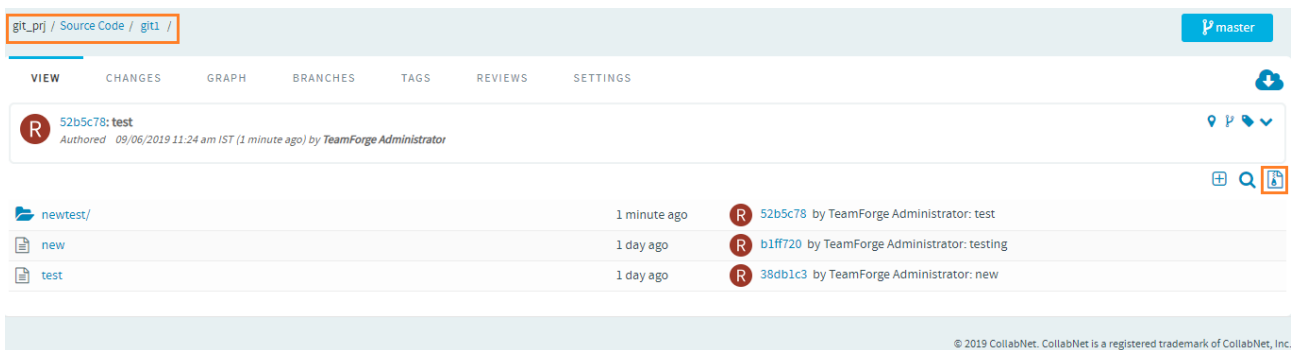 git_prj / Source Code / git1 /
master
VIEW CHANGES GRAPH BRANCHES TAGS REVIEWS SETTINGS
R
52b5c78: test
Authored 09/06/2019 11:24 am IST (1 minute ago) by TeamForge Administrator
newtest/ 1 minute ago R 52b5c78 by TeamForge Administrator: test
new 1 day ago R b1ff720 by TeamForge Administrator: testing
test 1 day ago R 38db1c3 by TeamForge Administrator: new
© 2019 CollabNet. CollabNet is a registered trademark of CollabNet, Inc.